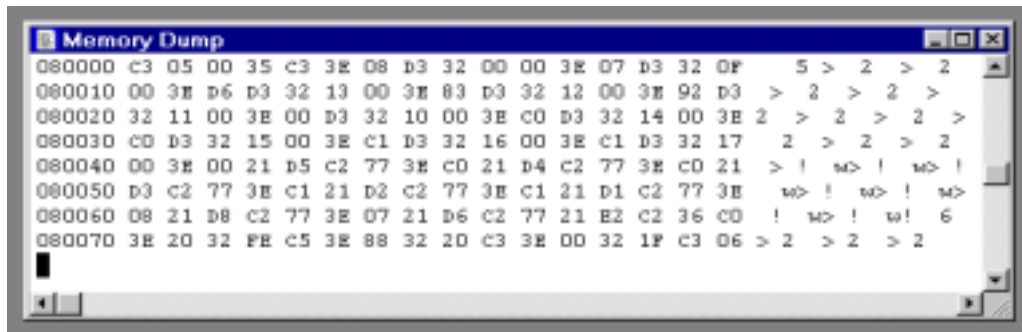 Memory Dump
080000 C3 05 00 35 C3 3E 08 D3 32 00 00 3E 07 D3 32 0F 5 > 2 > 2
080010 00 3E D6 D3 32 13 00 3E 83 D3 32 12 00 3E 92 D3 > 2 > 2 >
080020 32 11 00 3E 00 D3 32 10 00 3E C0 D3 32 14 00 3E 2 > 2 > 2 >
080030 C0 D3 32 15 00 3E C1 D3 32 16 00 3E C1 D3 32 17 2 > 2 > 2
080040 00 3E 00 21 D5 C2 77 3E C0 21 D4 C2 77 3E C0 21 > ! w> ! w> !
080050 D3 C2 77 3E C1 21 D2 C2 77 3E C1 21 D1 C2 77 3E w> ! w> ! w>
080060 08 21 D8 C2 77 3E 07 21 D6 C2 77 21 E2 C2 36 C0 ! w> ! w! 6
080070 3E 20 32 FE C5 3E 88 32 2D C3 3E 00 32 1F C3 06 > 2 > 2 > 2